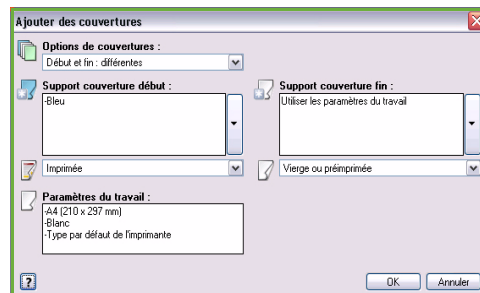 Ajouter des couvertures
Options de couvertures :
Début et fin : différentes
Support couverture début :
-Bleu
Imprimée
Support couverture fin :
Utiliser les paramètres du travail
Vierge ou préimprimée
Paramètres du travail :
-A4 (210 x 297 mm)
-Blanc
-Type par défaut de l'imprimante
?
OK
Annuler